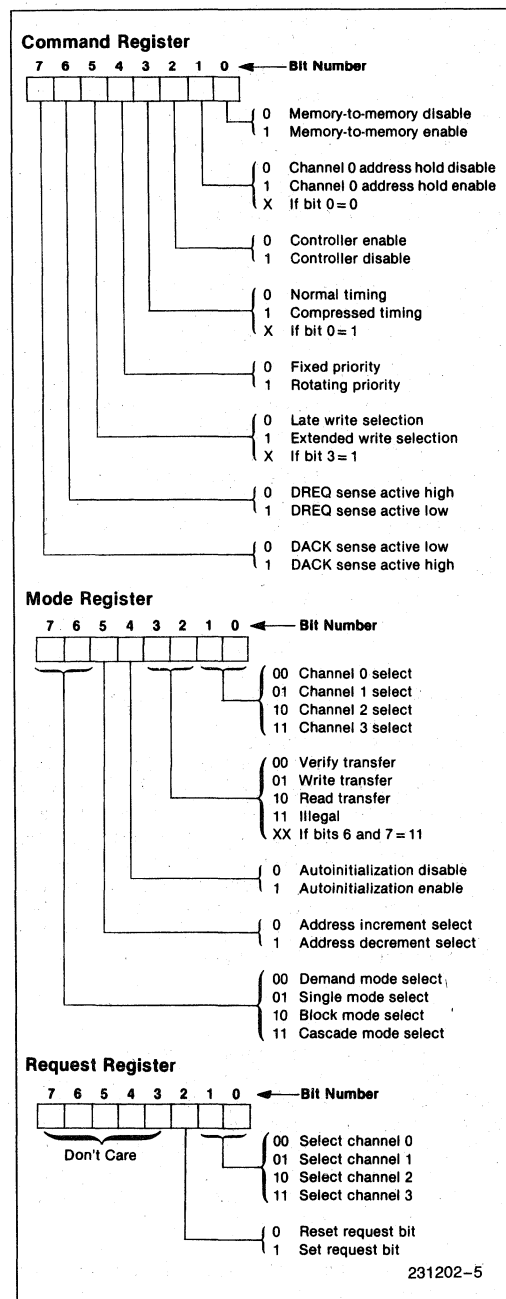 Command Register
7 6 5 4 3 2 1 0 Bit Number
0 Memory-to-memory disable
1 Memory-to-memory enable
0 Channel 0 address hold disable
1 Channel 0 address hold enable
X If bit 0=0
0 Controller enable
1 Controller disable
0 Normal timing
1 Compressed timing
X If bit 0=1
0 Fixed priority
1 Rotating priority
0 Late write selection
1 Extended write selection
X If bit 3=1
0 DREQ sense active high
1 DREQ sense active low
0 DACK sense active low
1 DACK sense active high
Mode Register
7 6 5 4 3 2 1 0 Bit Number
00 Channel 0 select
01 Channel 1 select
10 Channel 2 select
11 Channel 3 select
00 Verify transfer
01 Write transfer
10 Read transfer
11 Illegal
XX If bits 6 and 7=11
0 Autoinitialization disable
1 Autoinitialization enable
0 Address increment select
1 Address decrement select
00 Demand mode select
01 Single mode select
10 Block mode select
11 Cascade mode select
Request Register
7 6 5 4 3 2 1 0 Bit Number
Don't Care
00 Select channel 0
01 Select channel 1
10 Select channel 2
11 Select channel 3
0 Reset request bit
1 Set request bit
231202-5